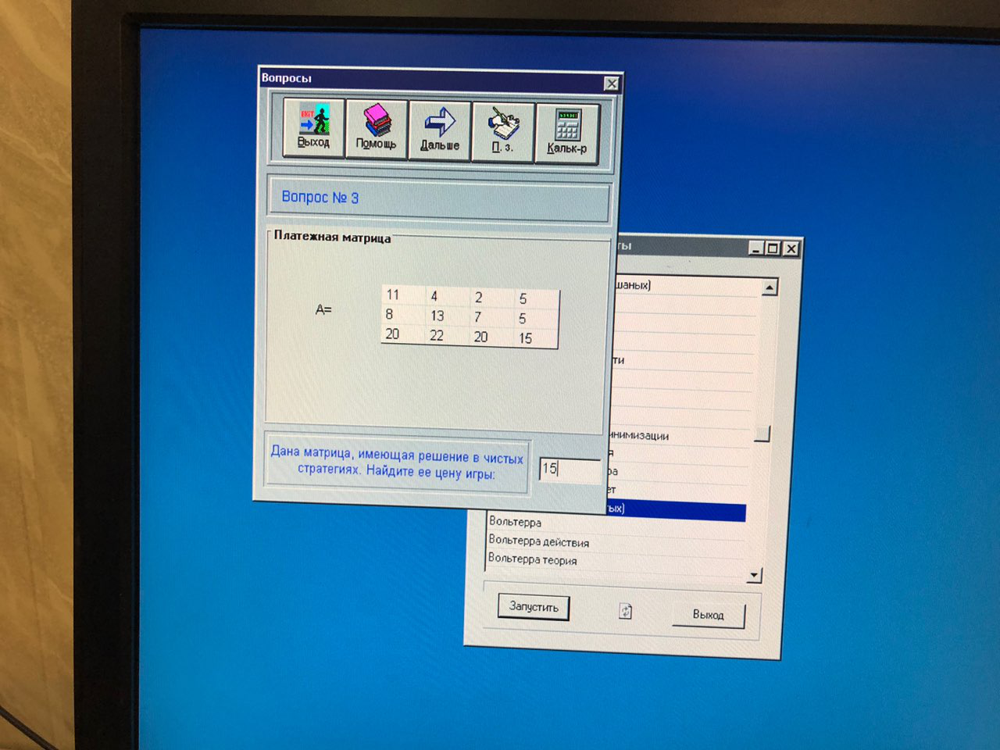 Вопросы
EXIT
Выход
Помощь
Дальше
П. з.
Кальк-р
Вопрос № 3
Платежная матрица
A=
11 4 2 5
8 13 7 5
20 22 20 15
Дана матрица, имеющая решение в чистых
стратегиях. Найдите ее цену игры:
15
ты
шаных)
ти
инимизации
я
ра
ет
тых)
Вольтерра
Вольтерра действия
Вольтерра теория
Запустить
Выход